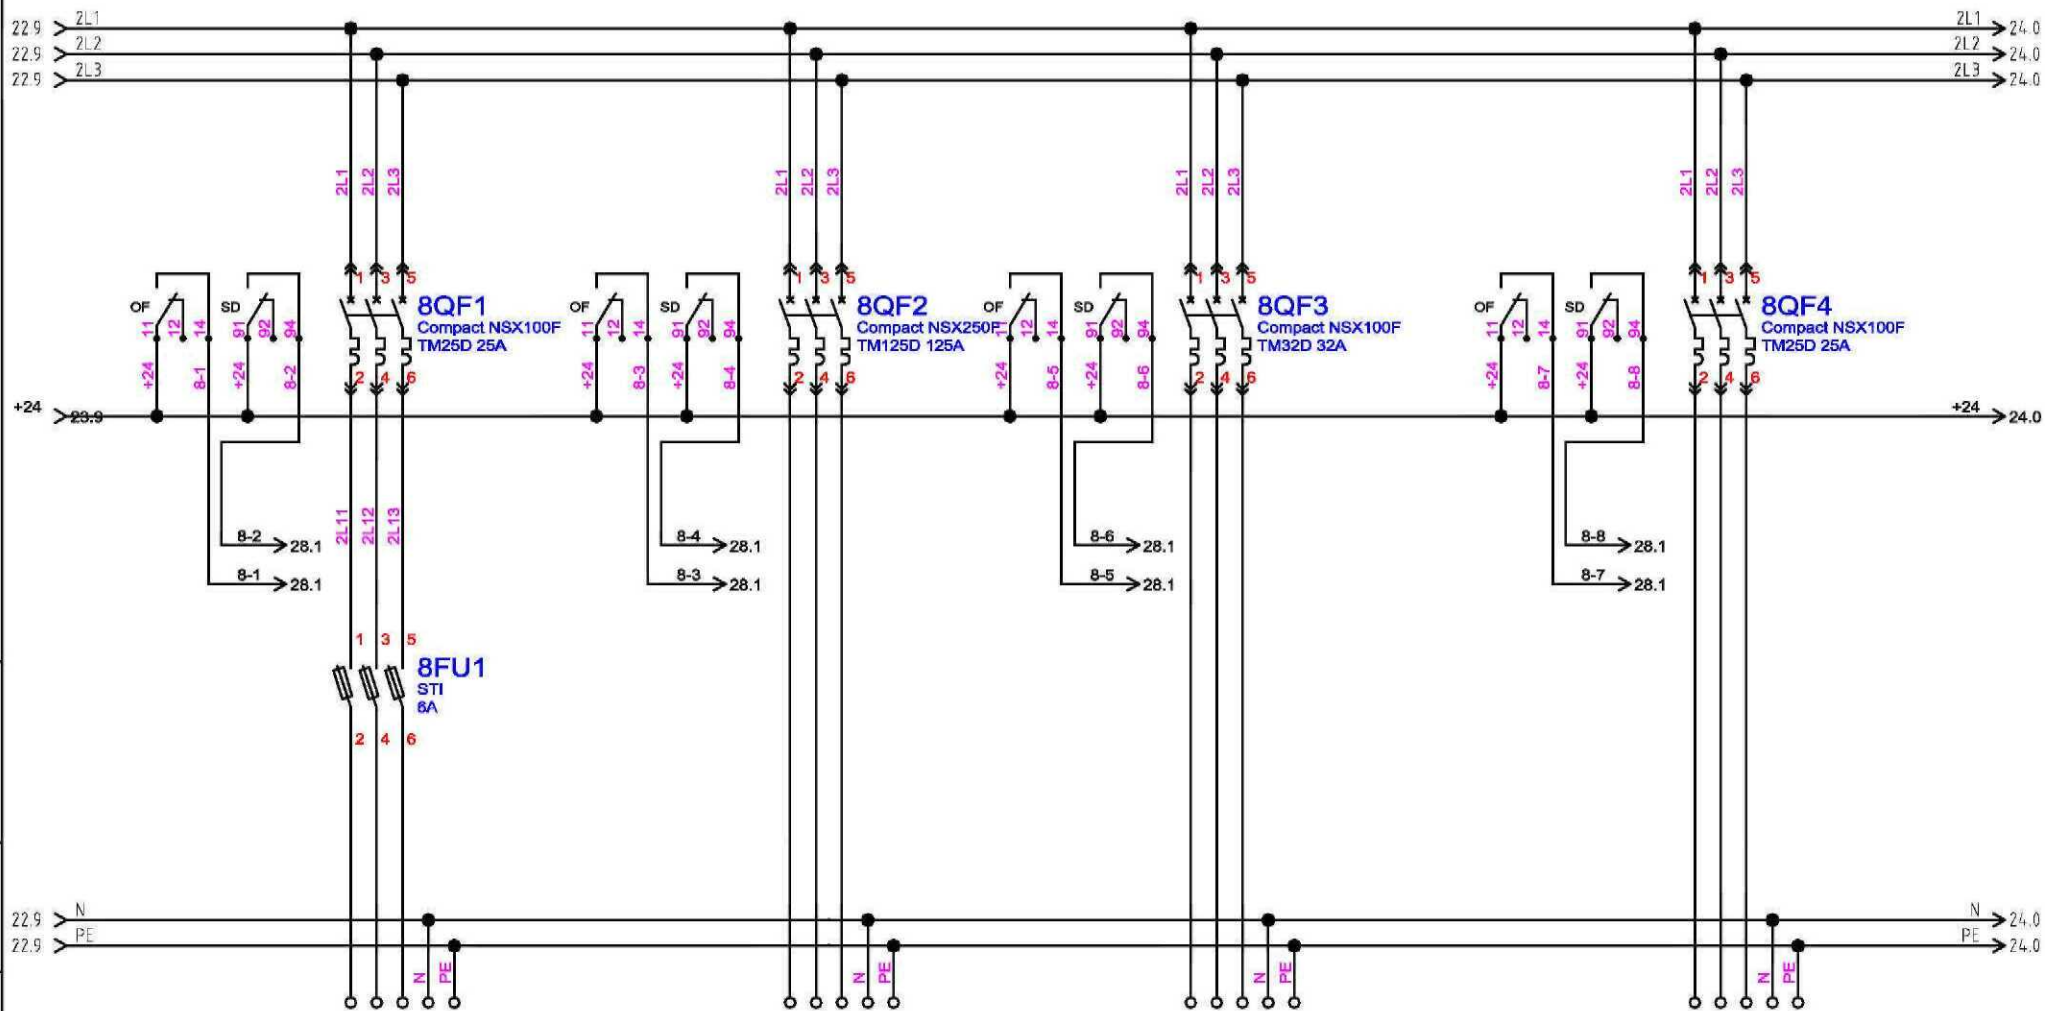 22.9 2L1 2L1 24.0
22.9 2L2 2L2 24.0
22.9 2L3 2L3 24.0
2L1 2L2 2L3 2L1 2L2 2L3 2L1 2L2 2L3 2L1 2L2 2L3
1 3 5 1 3 5 1 3 5 1 3 5
OF SD 8QF1 OF SD 8QF2 OF SD 8QF3 OF SD 8QF4
Compact NSX100F Compact NSX250F Compact NSX100F Compact NSX100F
11 12 14 91 92 94 11 12 14 91 92 94 11 12 14 91 92 94 11 12 14 91 92 94
TM25D 25A TM125D 125A TM32D 32A TM25D 25A
+24 8-1 +24 8-2 +24 8-3 +24 8-4 +24 8-5 +24 8-6 +24 8-7 +24 8-8
2 4 6 2 4 6 2 4 6 2 4 6
+24 23.9 +24 24.0
2L11 2L12 2L13
8-2 28.1 8-4 28.1 8-6 28.1 8-8 28.1
8-1 28.1 8-3 28.1 8-5 28.1 8-7 28.1
1 3 5
8FU1
STI
6A
2 4 6
22.9 N N 24.0
22.9 PE PE 24.0
N PE N PE N PE N PE